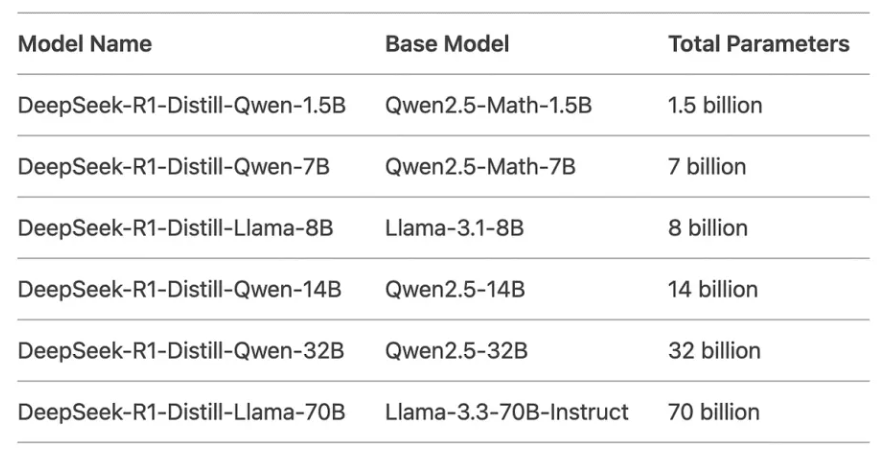 Model Name Base Model Total Parameters
DeepSeek-R1-Distill-Qwen-1.5B Qwen2.5-Math-1.5B 1.5 billion
DeepSeek-R1-Distill-Qwen-7B Qwen2.5-Math-7B 7 billion
DeepSeek-R1-Distill-Llama-8B Llama-3.1-8B 8 billion
DeepSeek-R1-Distill-Qwen-14B Qwen2.5-14B 14 billion
DeepSeek-R1-Distill-Qwen-32B Qwen2.5-32B 32 billion
DeepSeek-R1-Distill-Llama-70B Llama-3.3-70B-Instruct 70 billion